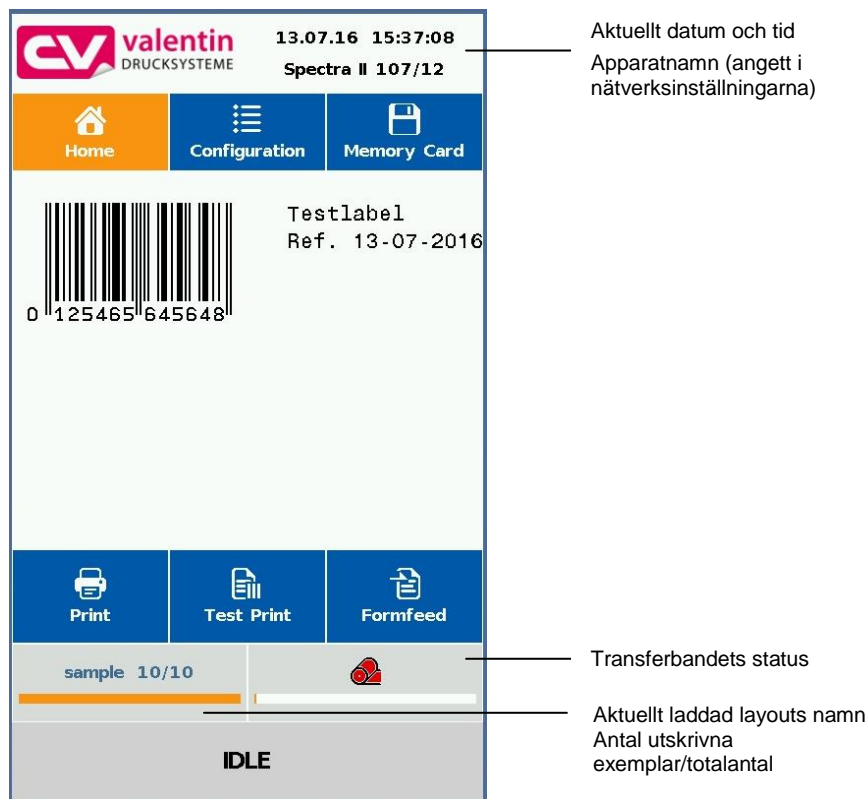 valentin
DRUCKSYSTEME
13.07.16 15:37:08
Spectra II 107/12
Aktuellt datum och tid
Apparatnamn (angett i
nätverksinställningarna)
Home
Configuration
Memory Card
Testlabel
Ref. 13-07-2016
0 125465 645648
Print
Test Print
Formfeed
sample 10/10
Transferbandets status
Aktuellt laddad layouts namn
Antal utskrivna
exemplar/totalantal
IDLE